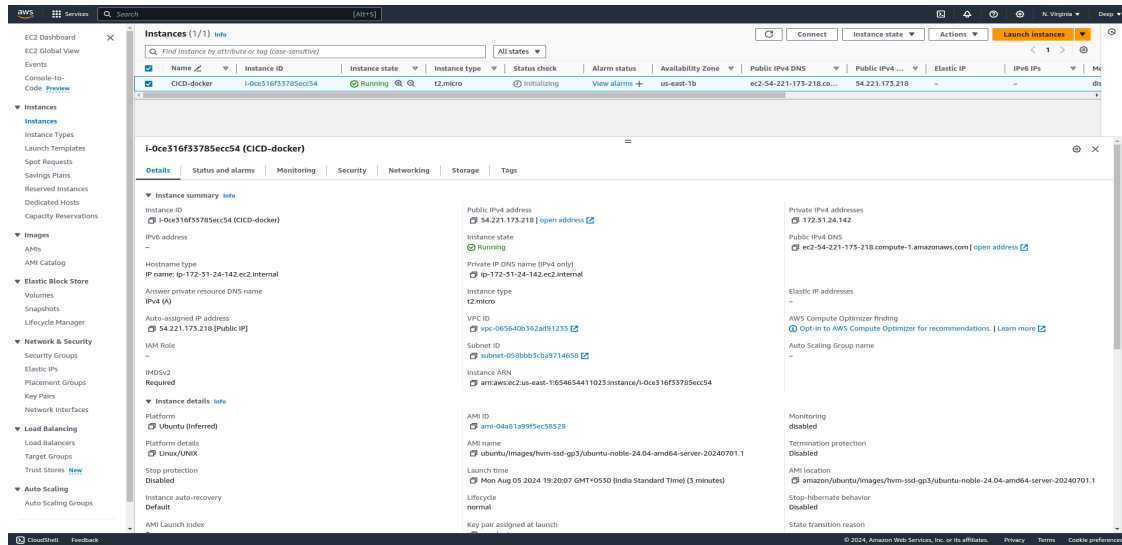 aws Services Search [Alt+S] N. Virginia Deep
EC2 Dashboard
EC2 Global View
Events
Console-to-Code Preview
Instances
Instances
Instance Types
Launch Templates
Spot Requests
Savings Plans
Reserved Instances
Dedicated Hosts
Capacity Reservations
Images
AMIs
AMI Catalog
Elastic Block Store
Volumes
Snapshots
Lifecycle Manager
Network & Security
Security Groups
Elastic IPs
Placement Groups
Key Pairs
Network Interfaces
Load Balancing
Load Balancers
Target Groups
Trust Stores New
Auto Scaling
Auto Scaling Groups
Instances (1/1) Info Connect Instance state Actions Launch instances
Find Instance by attribute or tag (case-sensitive) All states 1
Name Instance ID Instance state Instance type Status check Alarm status Availability Zone Public IPv4 DNS Public IPv4 ... Elastic IP IPv6 IPs
CICD-docker i-0ce316f33785ecc54 Running t2.micro Initializing View alarms + us-east-1b ec2-54-221-173-218.co... 54.221.173.218 – – dis
i-0ce316f33785ecc54 (CICD-docker)
Details Status and alarms Monitoring Security Networking Storage Tags
Instance summary Info
Instance ID Public IPv4 address Private IPv4 addresses
i-0ce316f33785ecc54 (CICD-docker) 54.221.173.218 | open address 172.31.24.142
IPv6 address Instance state Public IPv4 DNS
– Running ec2-54-221-173-218.compute-1.amazonaws.com | open address
Hostname type Private IP DNS name (IPv4 only)
IP name: ip-172-31-24-142.ec2.internal ip-172-31-24-142.ec2.internal
Answer private resource DNS name Instance type Elastic IP addresses
IPv4 (A) t2.micro –
Auto-assigned IP address VPC ID AWS Compute Optimizer finding
54.221.173.218 [Public IP] vpc-065640b362ad91235 Opt-in to AWS Compute Optimizer for recommendations. | Learn more
IAM Role Subnet ID Auto Scaling Group name
– subnet-058bbb3cba9714658 –
IMDSv2 Instance ARN
Required arn:aws:ec2:us-east-1:654654411023:instance/i-0ce316f33785ecc54
Instance details Info
Platform AMI ID Monitoring
Ubuntu (Inferred) ami-04a81a99f5ec58529 disabled
Platform details AMI name Termination protection
Linux/UNIX ubuntu/images/hvm-ssd-gp3/ubuntu-noble-24.04-amd64-server-20240701.1 Disabled
Stop protection Launch time AMI location
Disabled Mon Aug 05 2024 19:20:07 GMT+0530 (India Standard Time) (3 minutes) amazon/ubuntu/images/hvm-ssd-gp3/ubuntu-noble-24.04-amd64-server-20240701.1
Instance auto-recovery Lifecycle Stop-hibernate behavior
Default normal Disabled
AMI Launch index Key pair assigned at launch State transition reason
CloudShell Feedback © 2024, Amazon Web Services, Inc. or its affiliates. Privacy Terms Cookie preferences